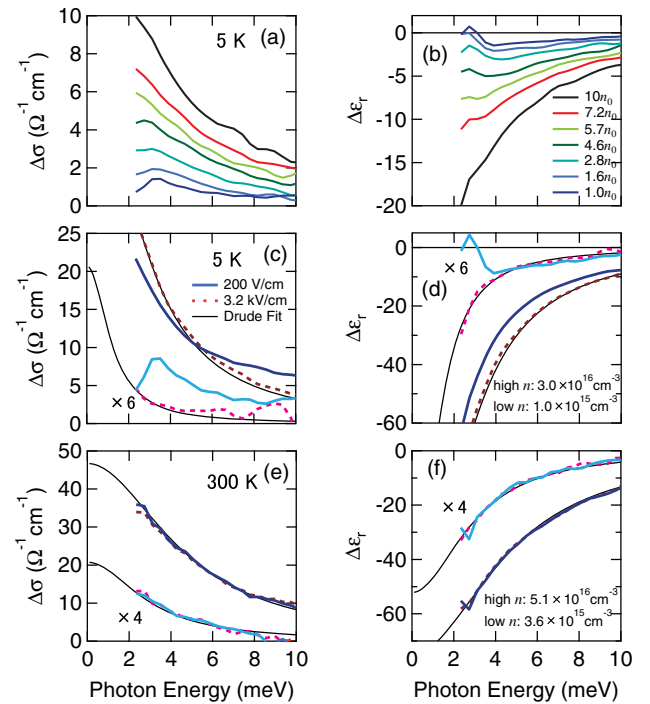 10
8
6
4
2
0
Δσ (Ω⁻¹ cm⁻¹)
5 K
(a)
0
-5
-10
-15
-20
Δεr
(b)
10n₀
7.2n₀
5.7n₀
4.6n₀
2.8n₀
1.6n₀
1.0n₀
25
20
15
10
5
0
Δσ (Ω⁻¹ cm⁻¹)
5 K
(c)
200 V/cm
3.2 kV/cm
Drude Fit
× 6
0
-20
-40
-60
Δεr
× 6
(d)
high n: 3.0 × 10¹⁶cm⁻³
low n: 1.0 × 10¹⁵cm⁻³
50
40
30
20
10
0
Δσ (Ω⁻¹ cm⁻¹)
300 K
(e)
× 4
0 2 4 6 8 10
Photon Energy (meV)
0
-20
-40
-60
Δεr
(f)
× 4
high n: 5.1 × 10¹⁶cm⁻³
low n: 3.6 × 10¹⁵cm⁻³
0 2 4 6 8 10
Photon Energy (meV)